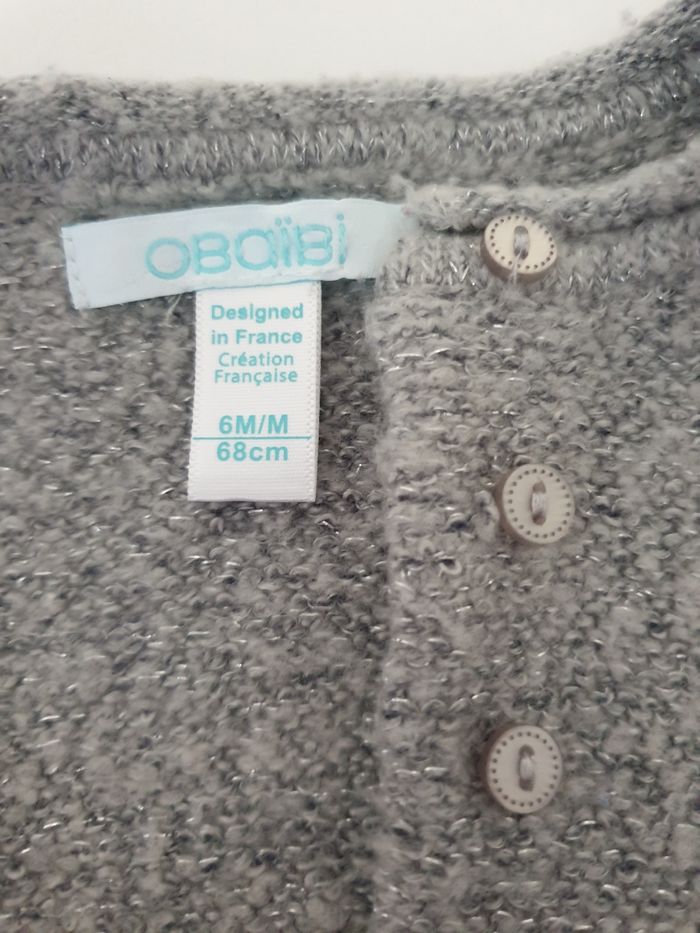 OBaïBi
Designed
in France
Création
Française
6M/M
68cm